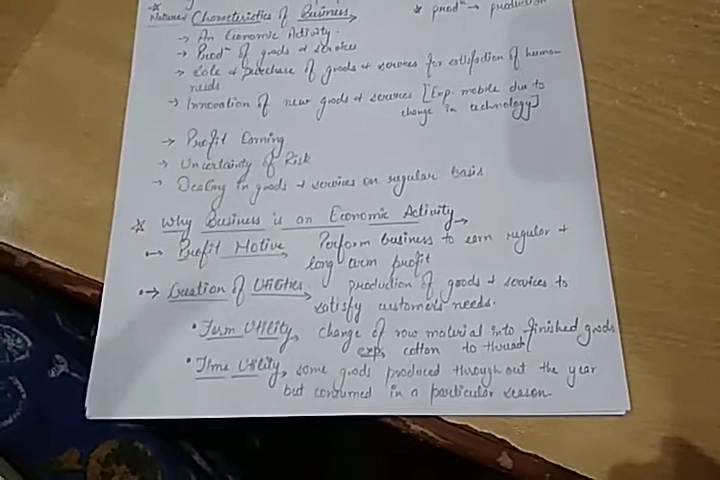 * prodⁿ → production
* Nature / Characteristics of Business →
→ An Economic Activity.
→ Prodⁿ of goods & services
→ Sale & purchase of goods & services for satisfaction of human
needs
→ Innovation of new goods & services [Exp. mobile due to
change in technology]
→ Profit Earning
→ Uncertainty of Risk
→ Dealing in goods & services on regular basis
* Why Business is an Economic Activity →
•→ Profit Motive → Perform business to earn regular &
long term profit
•→ Creation of Utilities → production of goods & services to
satisfy customers needs.
• Form Utility → change of row material into finished goods
exp. cotton to thread
• Time Utility → some goods produced throughout the year
but consumed in a particular season